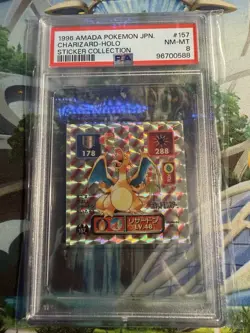 1996 AMADA POKEMON JPN. #157
CHARIZARD-HOLO NM-MT
STICKER COLLECTION 8
PSA 96700588
178
288
リザードン
LV.46